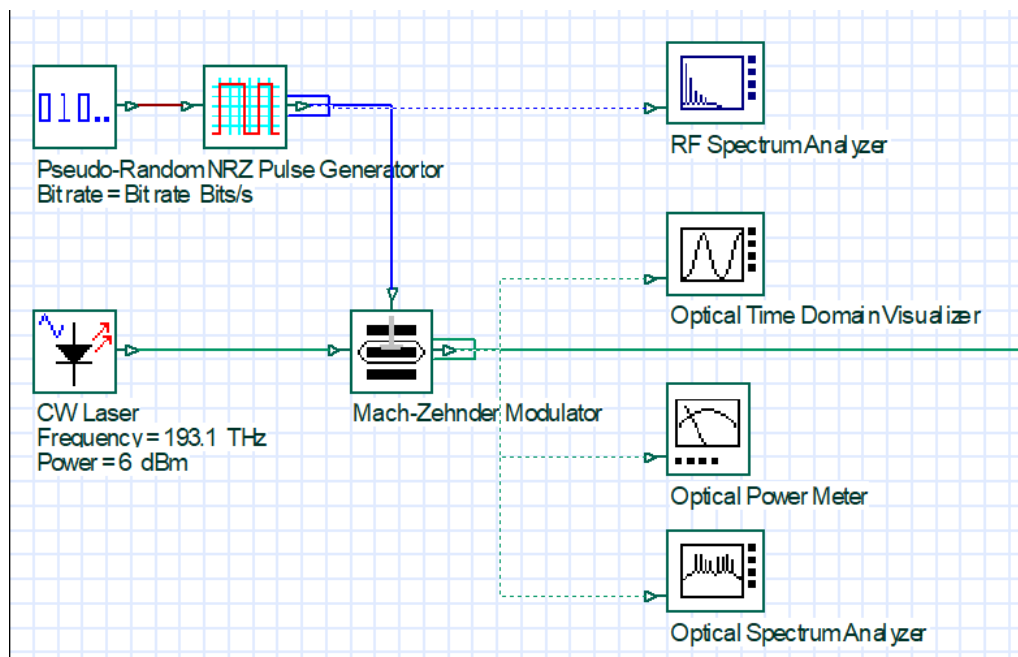 010..
RF Spectrum Analyzer
Pseudo-Random NRZ Pulse Generatortor
Bit rate = Bit rate Bits/s
Optical Time Domain Visualizer
CW Laser
Frequency = 193.1 THz
Power = 6 dBm
Mach-Zehnder Modulator
Optical Power Meter
Optical Spectrum Analyzer